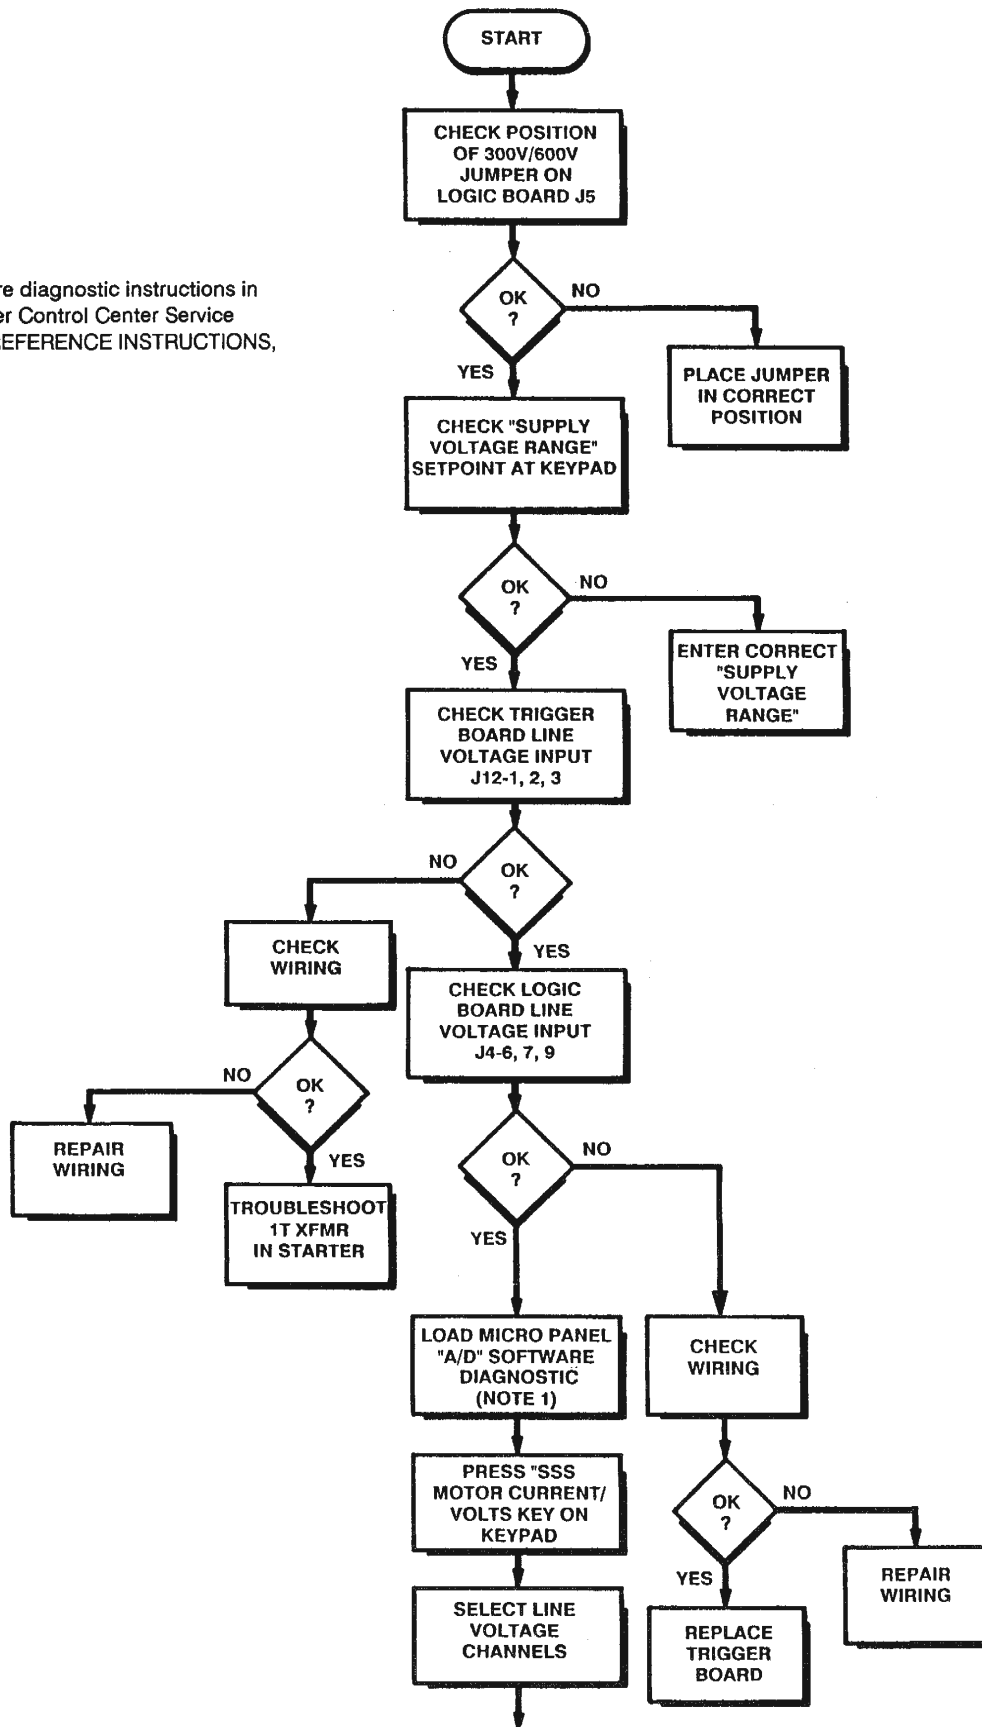 START
CHECK POSITION
OF 300V/600V
JUMPER ON
LOGIC BOARD J5
re diagnostic instructions in
er Control Center Service
EFERENCE INSTRUCTIONS,
OK
?
NO
YES
PLACE JUMPER
IN CORRECT
POSITION
CHECK "SUPPLY
VOLTAGE RANGE"
SETPOINT AT KEYPAD
OK
?
NO
YES
ENTER CORRECT
"SUPPLY
VOLTAGE
RANGE"
CHECK TRIGGER
BOARD LINE
VOLTAGE INPUT
J12-1, 2, 3
NO
OK
?
YES
CHECK
WIRING
CHECK LOGIC
BOARD LINE
VOLTAGE INPUT
J4-6, 7, 9
NO
OK
?
YES
REPAIR
WIRING
TROUBLESHOOT
1T XFMR
IN STARTER
OK
?
NO
YES
LOAD MICRO PANEL
"A/D" SOFTWARE
DIAGNOSTIC
(NOTE 1)
CHECK
WIRING
PRESS "SSS
MOTOR CURRENT/
VOLTS KEY ON
KEYPAD
OK
?
NO
YES
REPAIR
WIRING
SELECT LINE
VOLTAGE
CHANNELS
REPLACE
TRIGGER
BOARD